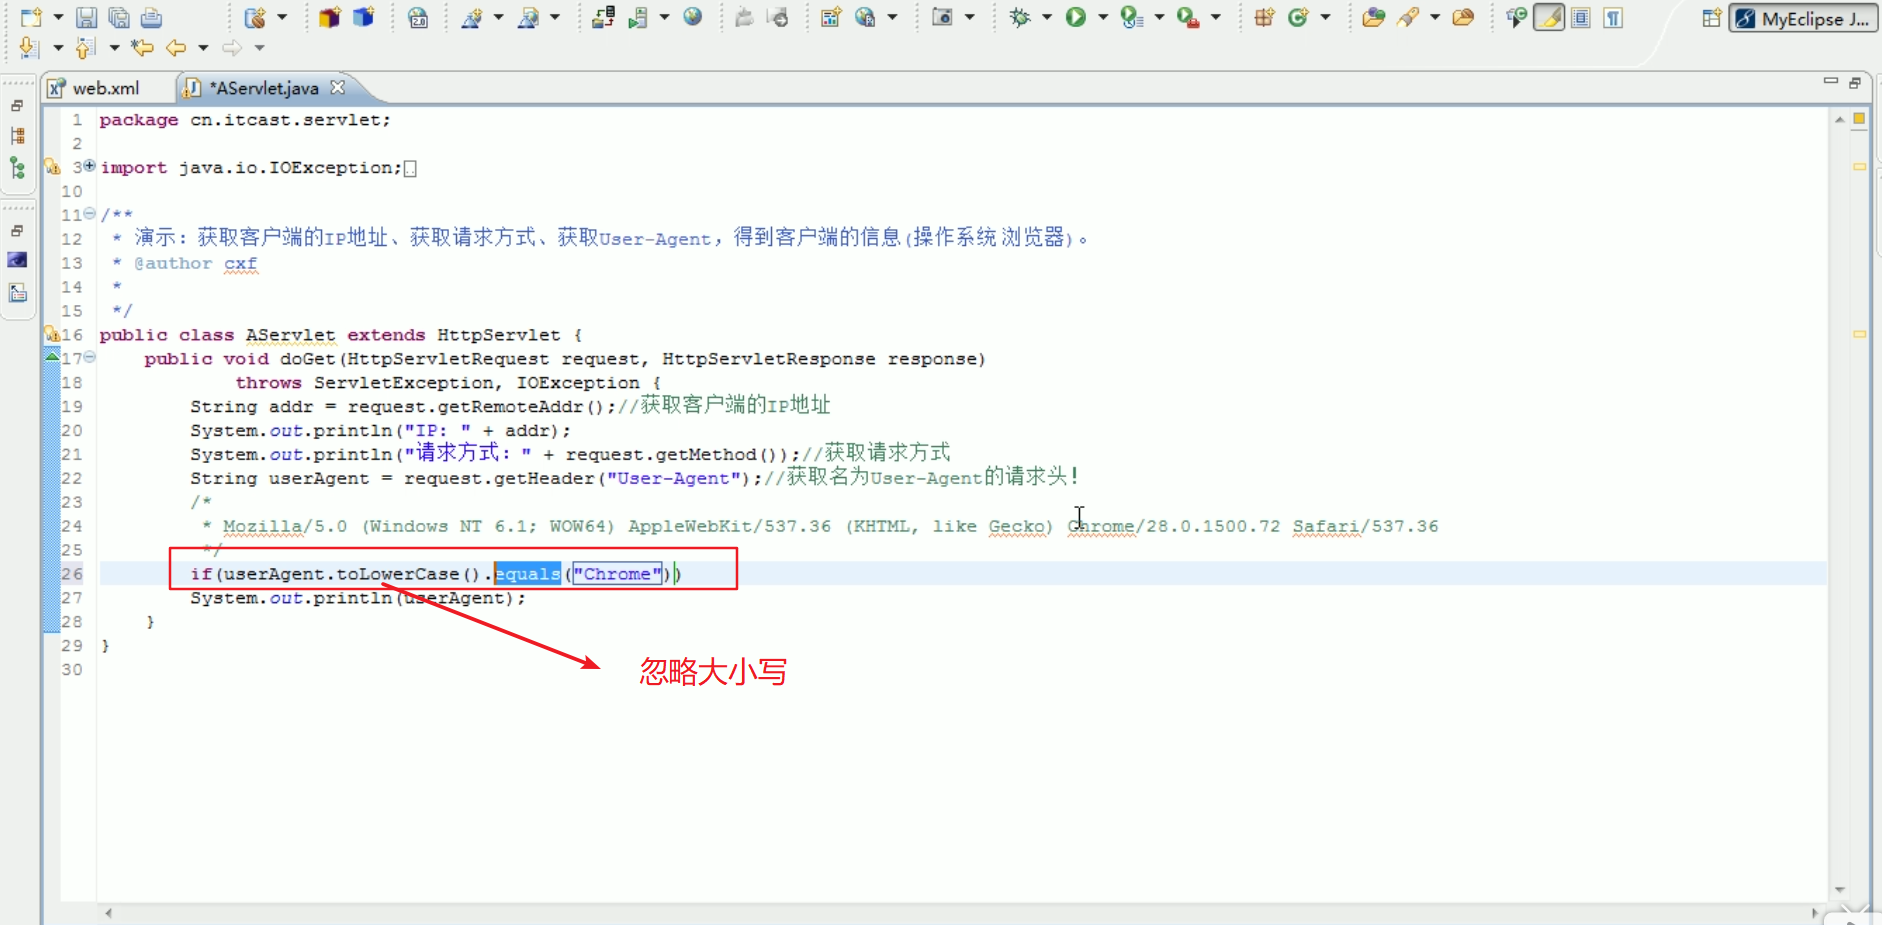 MyEclipse J...
web.xml
*AServlet.java
1 package cn.itcast.servlet;
2
3 import java.io.IOException;
10
11 /**
12 * 演示：获取客户端的IP地址、获取请求方式、获取User-Agent，得到客户端的信息(操作系统 浏览器)。
13 * @author cxf
14 *
15 */
16 public class AServlet extends HttpServlet {
17 public void doGet(HttpServletRequest request, HttpServletResponse response)
18 throws ServletException, IOException {
19 String addr = request.getRemoteAddr();//获取客户端的IP地址
20 System.out.println("IP: " + addr);
21 System.out.println("请求方式：" + request.getMethod());//获取请求方式
22 String userAgent = request.getHeader("User-Agent");//获取名为User-Agent的请求头！
23 /*
24 * Mozilla/5.0 (Windows NT 6.1; WOW64) AppleWebKit/537.36 (KHTML, like Gecko) Chrome/28.0.1500.72 Safari/537.36
25 */
26 if(userAgent.toLowerCase().equals("Chrome"))
27 System.out.println(userAgent);
28 }
29 }
30
忽略大小写